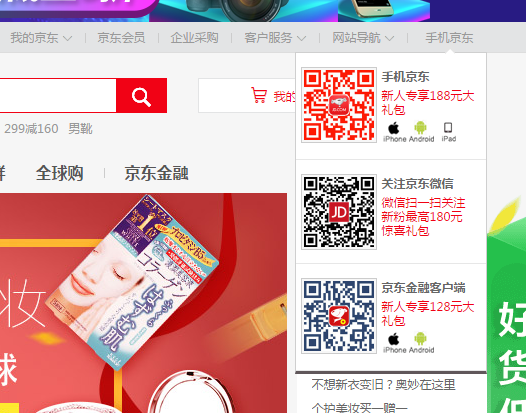 我的京东
京东会员
企业采购
客户服务
网站导航
手机京东
我的
299减160 男靴
全球购
京东金融
手机京东
新人专享188元大
礼包
iPhone Android iPad
关注京东微信
微信扫一扫关注
新粉最高180元
惊喜礼包
JD
京东金融客户端
新人专享128元大
礼包
iPhone Android
不想新衣变旧？奥妙在这里
个护美妆买一赠一
妆
球
コラーゲン
好
货